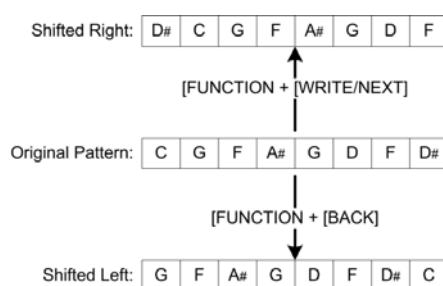 Shifted Right: D# C G F A# G D F
[FUNCTION + [WRITE/NEXT]
Original Pattern: C G F A# G D F D#
[FUNCTION + [BACK]
Shifted Left: G F A# G D F D# C